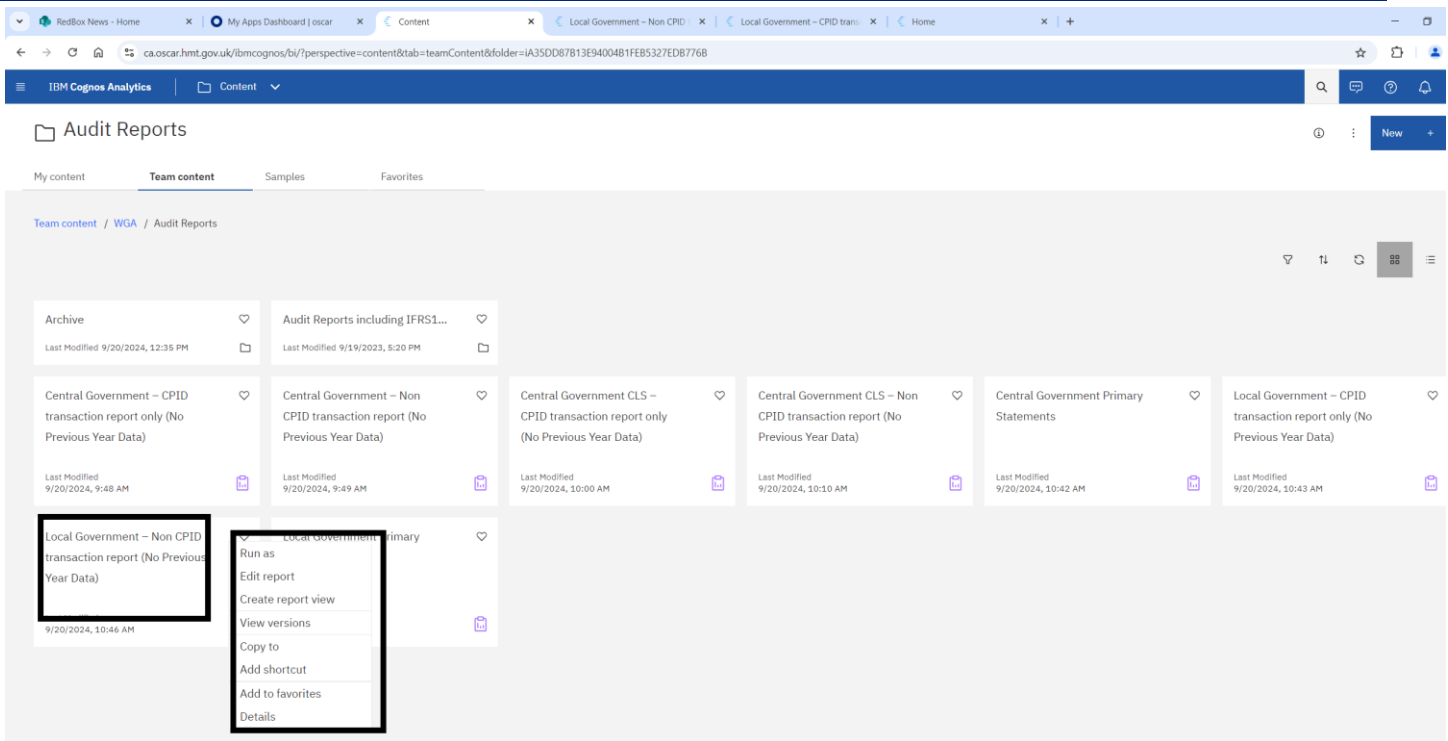 RedBox News - Home
My Apps Dashboard | oscar
Content
Local Government – Non CPID
Local Government – CPID trans
Home
ca.oscar.hmt.gov.uk/ibmcognos/bi/?perspective=content&tab=teamContent&folder=iA35DD87B13E94004B1FEB5327EDB776B
IBM Cognos Analytics
Content
Audit Reports
New +
My content
Team content
Samples
Favorites
Team content / WGA / Audit Reports
Archive
Last Modified 9/20/2024, 12:35 PM
Audit Reports including IFRS1...
Last Modified 9/19/2023, 5:20 PM
Central Government – CPID
transaction report only (No
Previous Year Data)
Last Modified
9/20/2024, 9:48 AM
Central Government – Non
CPID transaction report (No
Previous Year Data)
Last Modified
9/20/2024, 9:49 AM
Central Government CLS –
CPID transaction report only
(No Previous Year Data)
Last Modified
9/20/2024, 10:00 AM
Central Government CLS – Non
CPID transaction report (No
Previous Year Data)
Last Modified
9/20/2024, 10:10 AM
Central Government Primary
Statements
Last Modified
9/20/2024, 10:42 AM
Local Government – CPID
transaction report only (No
Previous Year Data)
Last Modified
9/20/2024, 10:43 AM
Local Government – Non CPID
transaction report (No Previous
Year Data)
9/20/2024, 10:46 AM
Local Government Primary
Run as
Edit report
Create report view
View versions
Copy to
Add shortcut
Add to favorites
Details